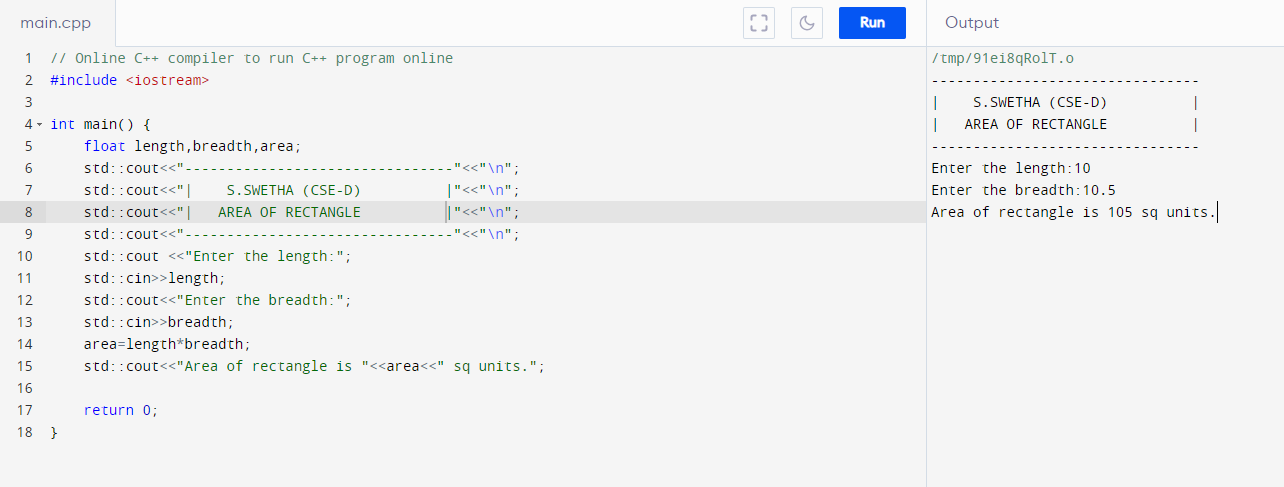 main.cpp
Run
Output
1 // Online C++ compiler to run C++ program online
2 #include <iostream>
3
4 int main() {
5     float length,breadth,area;
6     std::cout<<"--------------------------------"<<"\n";
7     std::cout<<"|    S.SWETHA (CSE-D)          |"<<"\n";
8     std::cout<<"|   AREA OF RECTANGLE          |"<<"\n";
9     std::cout<<"--------------------------------"<<"\n";
10     std::cout <<"Enter the length:";
11     std::cin>>length;
12     std::cout<<"Enter the breadth:";
13     std::cin>>breadth;
14     area=length*breadth;
15     std::cout<<"Area of rectangle is "<<area<<" sq units.";
16
17     return 0;
18 }
/tmp/91ei8qRolT.o
--------------------------------
|    S.SWETHA (CSE-D)          |
|   AREA OF RECTANGLE          |
--------------------------------
Enter the length:10
Enter the breadth:10.5
Area of rectangle is 105 sq units.